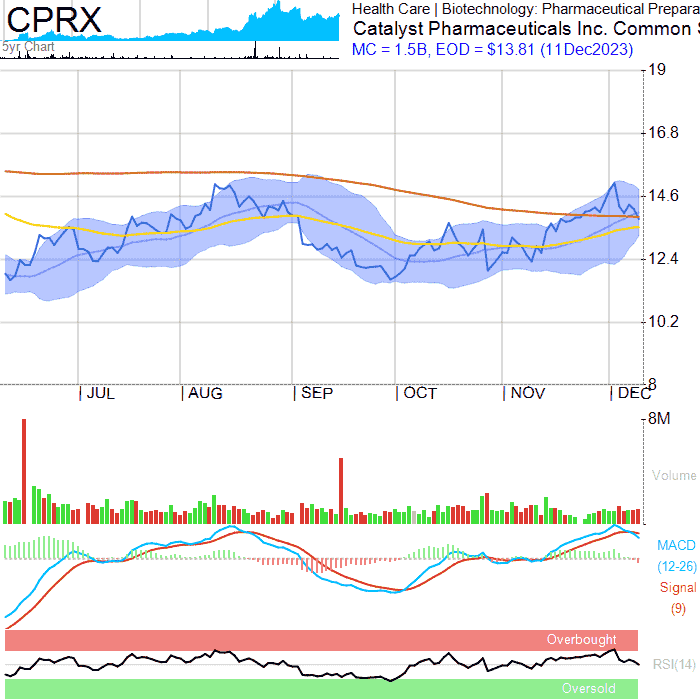 CPRX
5yr Chart
Health Care | Biotechnology: Pharmaceutical Prepara
Catalyst Pharmaceuticals Inc. Common S
MC = 1.5B, EOD = $13.81 (11Dec2023)
19
16.8
14.6
12.4
10.2
8
JUL AUG SEP OCT NOV DEC
8M
Volume
MACD
(12-26)
Signal
(9)
Overbought
RSI(14)
Oversold